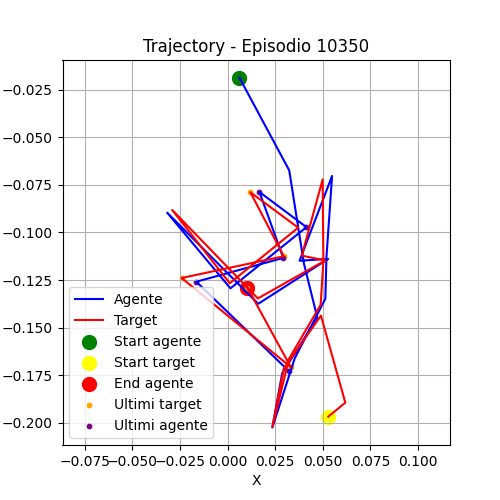 Trajectory - Episodio 10350
−0.025
−0.050
−0.075
−0.100
−0.125
−0.150
−0.175
−0.200
Agente
Target
Start agente
Start target
End agente
Ultimi target
Ultimi agente
−0.075 −0.050 −0.025 0.000 0.025 0.050 0.075 0.100
X